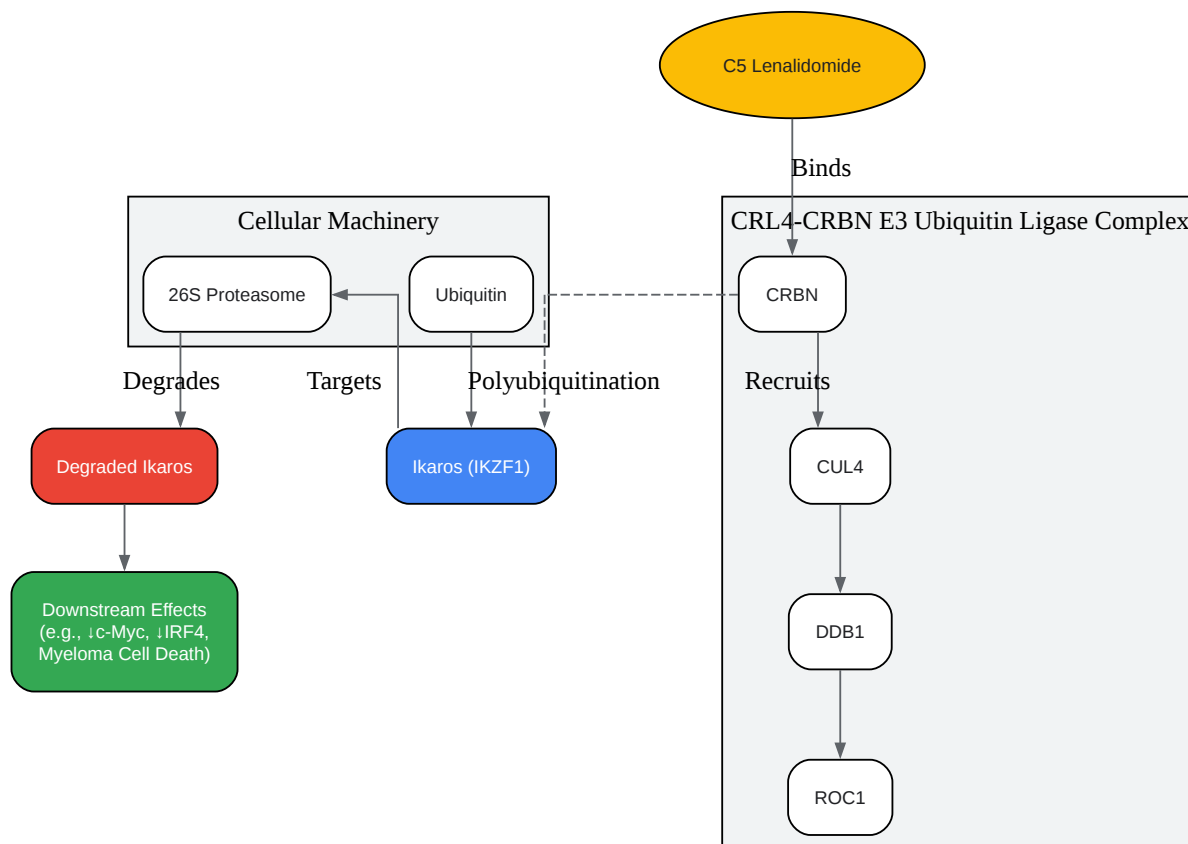 C5 Lenalidomide
Binds
Cellular Machinery
CRL4-CRBN E3 Ubiquitin Ligase Complex
26S Proteasome
Ubiquitin
CRBN
Degrades
Targets
Polyubiquitination
Recruits
Degraded Ikaros
Ikaros (IKZF1)
CUL4
Downstream Effects
(e.g., ↓c-Myc, ↓IRF4,
Myeloma Cell Death)
DDB1
ROC1